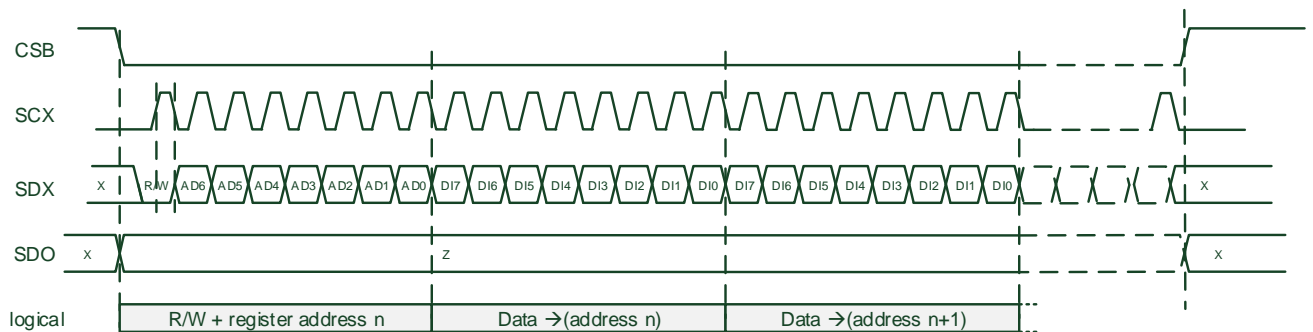 CSB
SCX
SDX X R/W AD6 AD5 AD4 AD3 AD2 AD1 AD0 DI7 DI6 DI5 DI4 DI3 DI2 DI1 DI0 DI7 DI6 DI5 DI4 DI3 DI2 DI1 DI0 X
SDO X Z X
logical R/W + register address n Data →(address n) Data →(address n+1)